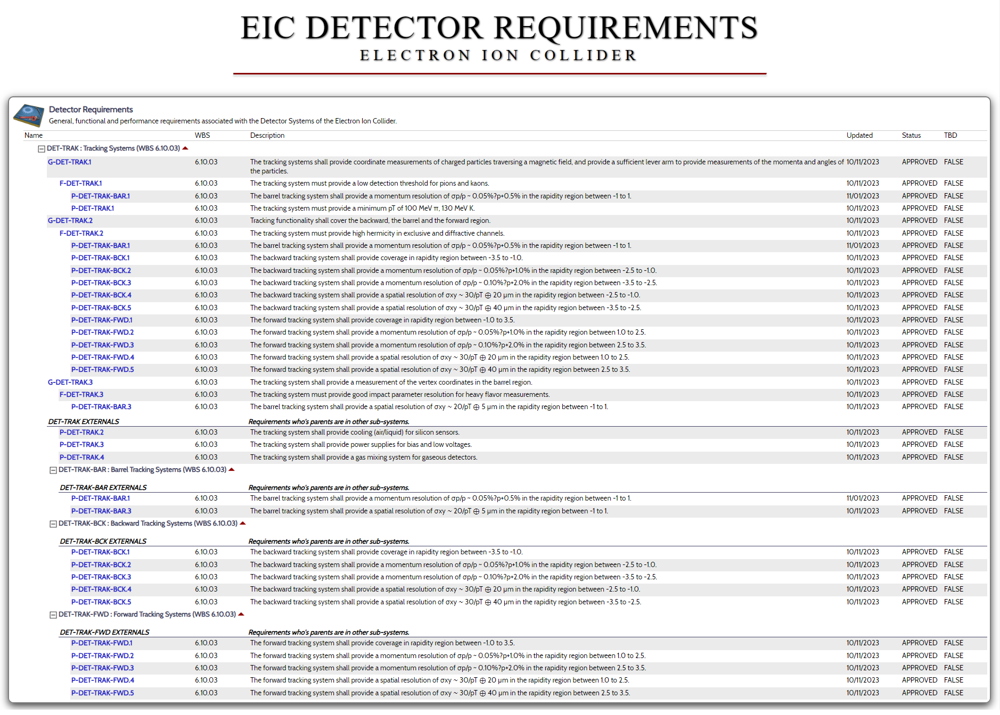 EIC DETECTOR REQUIREMENTS
ELECTRON ION COLLIDER
Detector Requirements
General, functional and performance requirements associated with the Detector Systems of the Electron Ion Collider.
Name WBS Description Updated Status TBD
DET-TRAK : Tracking Systems (WBS 6.10.03)
G-DET-TRAK.1 6.10.03 The tracking systems shall provide coordinate measurements of charged particles traversing a magnetic field, and provide a sufficient lever arm to provide measurements of the momenta and angles of 10/11/2023 APPROVED FALSE
the particles.
F-DET-TRAK.1 6.10.03 The tracking system must provide a low detection threshold for pions and kaons. 10/11/2023 APPROVED FALSE
P-DET-TRAK-BAR.1 6.10.03 The barrel tracking system shall provide a momentum resolution of σp/p ~ 0.05%?p+0.5% in the rapidity region between -1 to 1. 11/01/2023 APPROVED FALSE
P-DET-TRAK.1 6.10.03 The tracking system must provide a minimum pT of 100 MeV π, 130 MeV K. 10/11/2023 APPROVED FALSE
G-DET-TRAK.2 6.10.03 Tracking functionality shall cover the backward, the barrel and the forward region. 10/11/2023 APPROVED FALSE
F-DET-TRAK.2 6.10.03 The tracking system must provide high hermicity in exclusive and diffractive channels. 10/11/2023 APPROVED FALSE
P-DET-TRAK-BAR.1 6.10.03 The barrel tracking system shall provide a momentum resolution of σp/p ~ 0.05%?p+0.5% in the rapidity region between -1 to 1. 11/01/2023 APPROVED FALSE
P-DET-TRAK-BCK.1 6.10.03 The backward tracking system shall provide coverage in rapidity region between -3.5 to -1.0. 10/11/2023 APPROVED FALSE
P-DET-TRAK-BCK.2 6.10.03 The backward tracking system shall provide a momentum resolution of σp/p ~ 0.05%?p+1.0% in the rapidity region between -2.5 to -1.0. 10/11/2023 APPROVED FALSE
P-DET-TRAK-BCK.3 6.10.03 The backward tracking system shall provide a momentum resolution of σp/p ~ 0.10%?p+2.0% in the rapidity region between -3.5 to -2.5. 10/11/2023 APPROVED FALSE
P-DET-TRAK-BCK.4 6.10.03 The backward tracking system shall provide a spatial resolution of σxy ~ 30/pT ⊕ 20 μm in the rapidity region between -2.5 to -1.0. 10/11/2023 APPROVED FALSE
P-DET-TRAK-BCK.5 6.10.03 The backward tracking system shall provide a spatial resolution of σxy ~ 30/pT ⊕ 40 μm in the rapidity region between -3.5 to -2.5. 10/11/2023 APPROVED FALSE
P-DET-TRAK-FWD.1 6.10.03 The forward tracking system shall provide coverage in rapidity region between -1.0 to 3.5. 10/11/2023 APPROVED FALSE
P-DET-TRAK-FWD.2 6.10.03 The forward tracking system shall provide a momentum resolution of σp/p ~ 0.05%?p+1.0% in the rapidity region between 1.0 to 2.5. 10/11/2023 APPROVED FALSE
P-DET-TRAK-FWD.3 6.10.03 The forward tracking system shall provide a momentum resolution of σp/p ~ 0.10%?p+2.0% in the rapidity region between 2.5 to 3.5. 10/11/2023 APPROVED FALSE
P-DET-TRAK-FWD.4 6.10.03 The forward tracking system shall provide a spatial resolution of σxy ~ 30/pT ⊕ 20 μm in the rapidity region between 1.0 to 2.5. 10/11/2023 APPROVED FALSE
P-DET-TRAK-FWD.5 6.10.03 The forward tracking system shall provide a spatial resolution of σxy ~ 30/pT ⊕ 40 μm in the rapidity region between 2.5 to 3.5. 10/11/2023 APPROVED FALSE
G-DET-TRAK.3 6.10.03 The tracking system shall provide a measurement of the vertex coordinates in the barrel region. 10/11/2023 APPROVED FALSE
F-DET-TRAK.3 6.10.03 The tracking system must provide good impact parameter resolution for heavy flavor measurements. 10/11/2023 APPROVED FALSE
P-DET-TRAK-BAR.3 6.10.03 The barrel tracking system shall provide a spatial resolution of σxy ~ 20/pT ⊕ 5 μm in the rapidity region between -1 to 1. 10/11/2023 APPROVED FALSE
DET-TRAK EXTERNALS Requirements who's parents are in other sub-systems.
P-DET-TRAK.2 6.10.03 The tracking system shall provide cooling (air/liquid) for silicon sensors. 10/11/2023 APPROVED FALSE
P-DET-TRAK.3 6.10.03 The tracking system shall provide power supplies for bias and low voltages. 10/11/2023 APPROVED FALSE
P-DET-TRAK.4 6.10.03 The tracking system shall provide a gas mixing system for gaseous detectors. 10/11/2023 APPROVED FALSE
DET-TRAK-BAR : Barrel Tracking Systems (WBS 6.10.03)
DET-TRAK-BAR EXTERNALS Requirements who's parents are in other sub-systems.
P-DET-TRAK-BAR.1 6.10.03 The barrel tracking system shall provide a momentum resolution of σp/p ~ 0.05%?p+0.5% in the rapidity region between -1 to 1. 11/01/2023 APPROVED FALSE
P-DET-TRAK-BAR.3 6.10.03 The barrel tracking system shall provide a spatial resolution of σxy ~ 20/pT ⊕ 5 μm in the rapidity region between -1 to 1. 10/11/2023 APPROVED FALSE
DET-TRAK-BCK : Backward Tracking Systems (WBS 6.10.03)
DET-TRAK-BCK EXTERNALS Requirements who's parents are in other sub-systems.
P-DET-TRAK-BCK.1 6.10.03 The backward tracking system shall provide coverage in rapidity region between -3.5 to -1.0. 10/11/2023 APPROVED FALSE
P-DET-TRAK-BCK.2 6.10.03 The backward tracking system shall provide a momentum resolution of σp/p ~ 0.05%?p+1.0% in the rapidity region between -2.5 to -1.0. 10/11/2023 APPROVED FALSE
P-DET-TRAK-BCK.3 6.10.03 The backward tracking system shall provide a momentum resolution of σp/p ~ 0.10%?p+2.0% in the rapidity region between -3.5 to -2.5. 10/11/2023 APPROVED FALSE
P-DET-TRAK-BCK.4 6.10.03 The backward tracking system shall provide a spatial resolution of σxy ~ 30/pT ⊕ 20 μm in the rapidity region between -2.5 to -1.0. 10/11/2023 APPROVED FALSE
P-DET-TRAK-BCK.5 6.10.03 The backward tracking system shall provide a spatial resolution of σxy ~ 30/pT ⊕ 40 μm in the rapidity region between -3.5 to -2.5. 10/11/2023 APPROVED FALSE
DET-TRAK-FWD : Forward Tracking Systems (WBS 6.10.03)
DET-TRAK-FWD EXTERNALS Requirements who's parents are in other sub-systems.
P-DET-TRAK-FWD.1 6.10.03 The forward tracking system shall provide coverage in rapidity region between -1.0 to 3.5. 10/11/2023 APPROVED FALSE
P-DET-TRAK-FWD.2 6.10.03 The forward tracking system shall provide a momentum resolution of σp/p ~ 0.05%?p+1.0% in the rapidity region between 1.0 to 2.5. 10/11/2023 APPROVED FALSE
P-DET-TRAK-FWD.3 6.10.03 The forward tracking system shall provide a momentum resolution of σp/p ~ 0.10%?p+2.0% in the rapidity region between 2.5 to 3.5. 10/11/2023 APPROVED FALSE
P-DET-TRAK-FWD.4 6.10.03 The forward tracking system shall provide a spatial resolution of σxy ~ 30/pT ⊕ 20 μm in the rapidity region between 1.0 to 2.5. 10/11/2023 APPROVED FALSE
P-DET-TRAK-FWD.5 6.10.03 The forward tracking system shall provide a spatial resolution of σxy ~ 30/pT ⊕ 40 μm in the rapidity region between 2.5 to 3.5. 10/11/2023 APPROVED FALSE